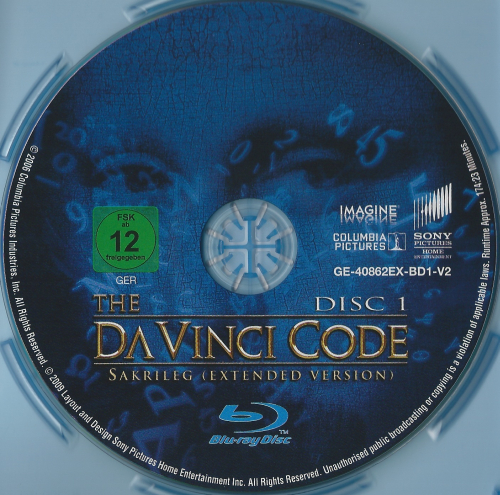 FSK
ab
12
freigegeben
GER
IMAGINE
COLUMBIA
PICTURES
SONY
PICTURES
HOME
ENTERTAINMENT
GE-40862EX-BD1-V2
THE
DISC 1
DA VINCI CODE
SAKRILEG (EXTENDED VERSION)
Blu-ray Disc™
© 2006 Columbia Pictures Industries, Inc. All Rights Reserved. © 2009 Layout and Design Sony Pictures Home Entertainment Inc. All Rights Reserved. Unauthorised public broadcasting or copying is a violation of applicable laws. Runtime Approx. 174:23 Minutes.
45